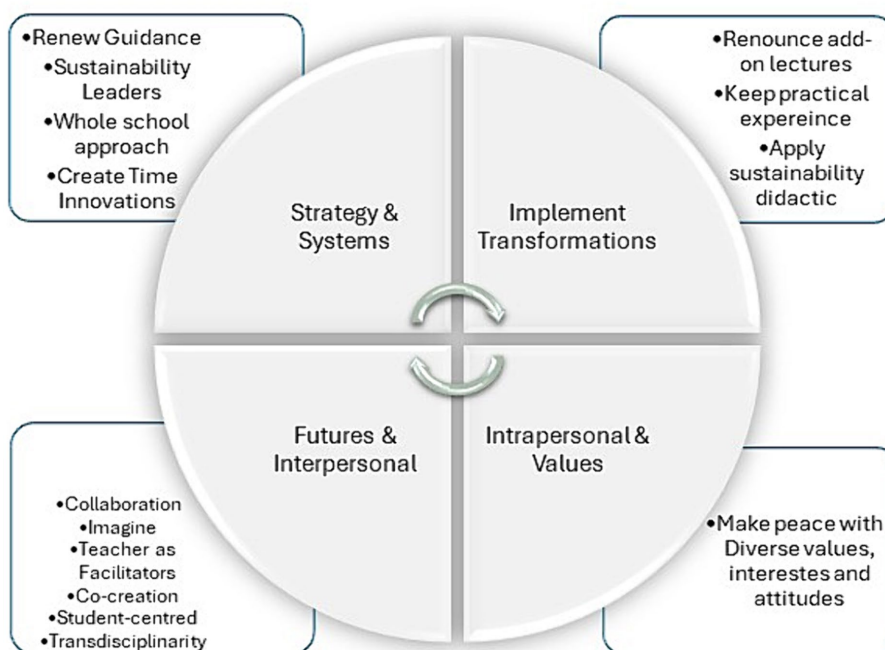 •Renew Guidance
•Sustainability
Leaders
•Whole school
approach
•Create Time
Innovations
•Renounce add-
on lectures
•Keep practical
expereince
•Apply
sustainability
didactic
Strategy &
Systems
Implement
Transformations
Futures &
Interpersonal
Intrapersonal &
Values
•Collaboration
•Imagine
•Teacher as
Facilitators
•Co-creation
•Student-centred
•Transdisciplinarity
•Make peace with
Diverse values,
interestes and
attitudes